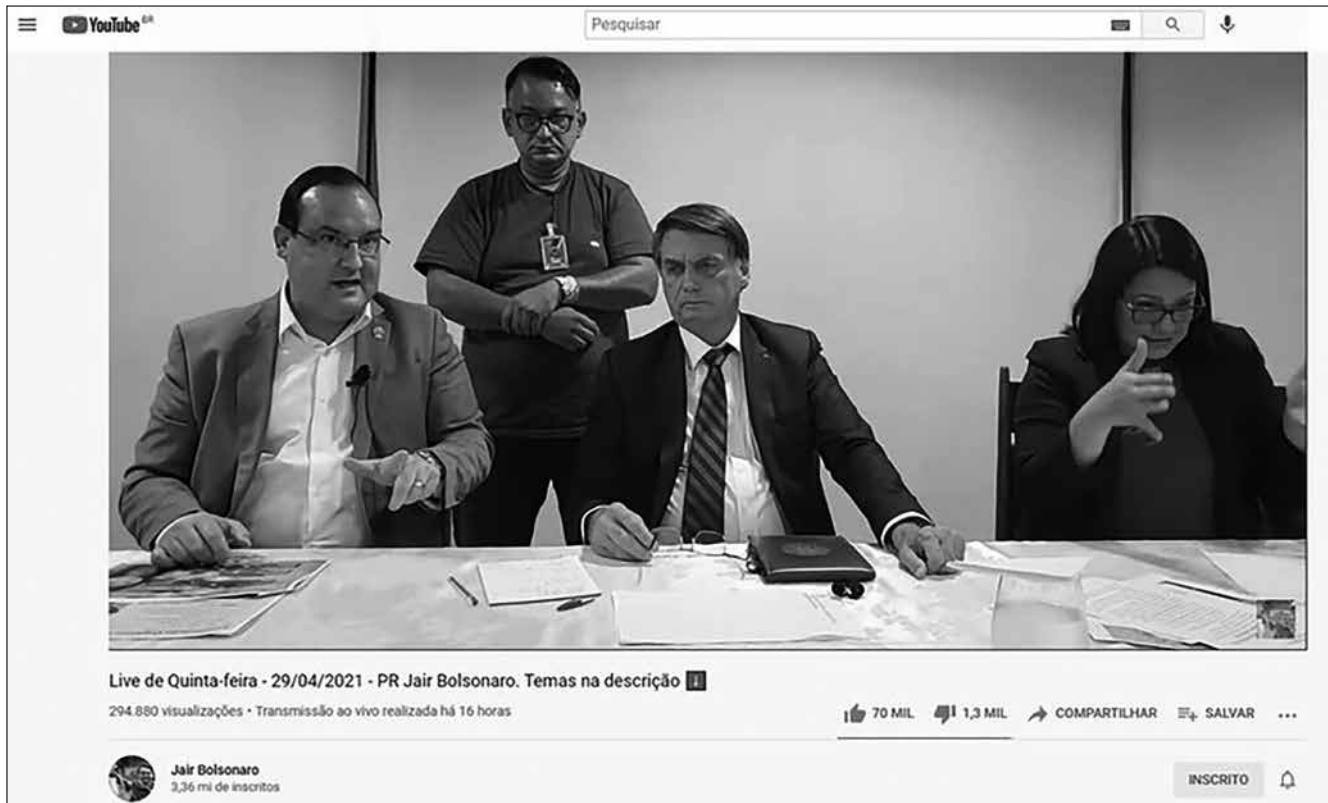 YouTube BR
Pesquisar
Live de Quinta-feira - 29/04/2021 - PR Jair Bolsonaro. Temas na descrição
294.880 visualizações • Transmissão ao vivo realizada há 16 horas
70 MIL 1,3 MIL COMPARTILHAR SALVAR
Jair Bolsonaro
3,36 mi de inscritos
INSCRITO